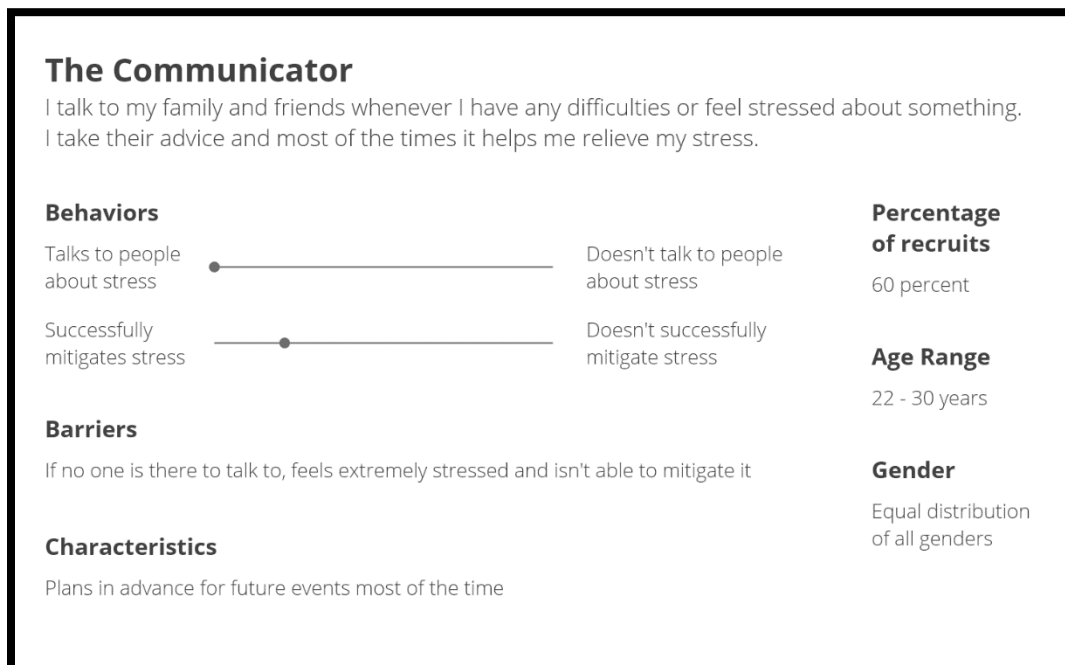 The Communicator
I talk to my family and friends whenever I have any difficulties or feel stressed about something.
I take their advice and most of the times it helps me relieve my stress.
Behaviors
Talks to people
about stress
Doesn't talk to people
about stress
Successfully
mitigates stress
Doesn't successfully
mitigate stress
Barriers
If no one is there to talk to, feels extremely stressed and isn't able to mitigate it
Characteristics
Plans in advance for future events most of the time
Percentage
of recruits
60 percent
Age Range
22 - 30 years
Gender
Equal distribution
of all genders